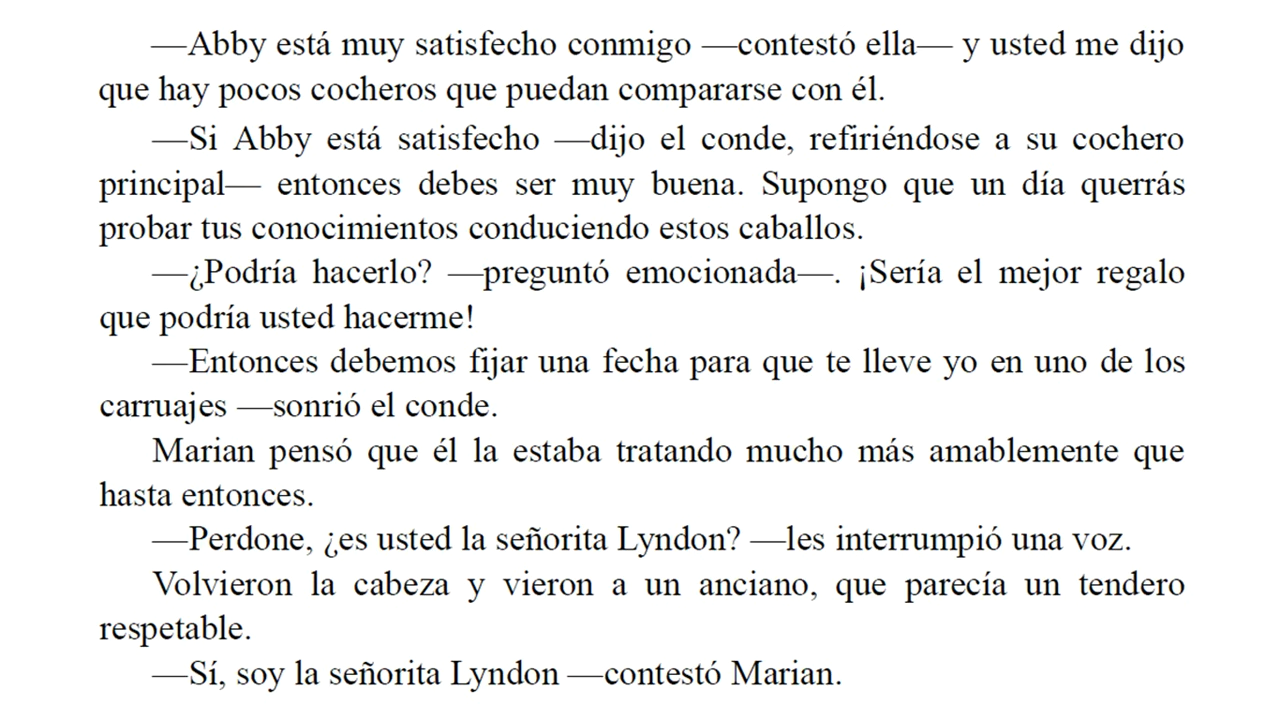 —Abby está muy satisfecho conmigo —contestó ella— y usted me dijo
que hay pocos cocheros que puedan compararse con él.
—Si Abby está satisfecho —dijo el conde, refiriéndose a su cochero
principal— entonces debes ser muy buena. Supongo que un día querrás
probar tus conocimientos conduciendo estos caballos.
—¿Podría hacerlo? —preguntó emocionada—. ¡Sería el mejor regalo
que podría usted hacerme!
—Entonces debemos fijar una fecha para que te lleve yo en uno de los
carruajes —sonrió el conde.
Marian pensó que él la estaba tratando mucho más amablemente que
hasta entonces.
—Perdone, ¿es usted la señorita Lyndon? —les interrumpió una voz.
Volvieron la cabeza y vieron a un anciano, que parecía un tendero
respetable.
—Sí, soy la señorita Lyndon —contestó Marian.